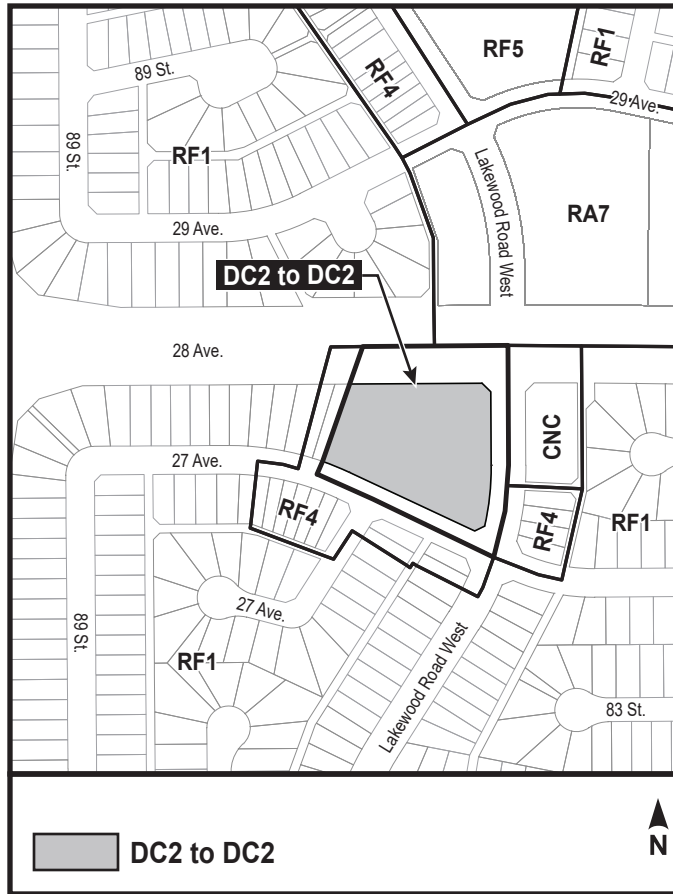 RF5
RF1
89 St.
RF4
29 Ave.
89 St.
RF1
Lakewood Road West
RA7
29 Ave.
DC2 to DC2
28 Ave.
CNC
27 Ave.
RF4
RF4
RF1
27 Ave.
89 St.
RF1
Lakewood Road West
83 St.
DC2 to DC2
N